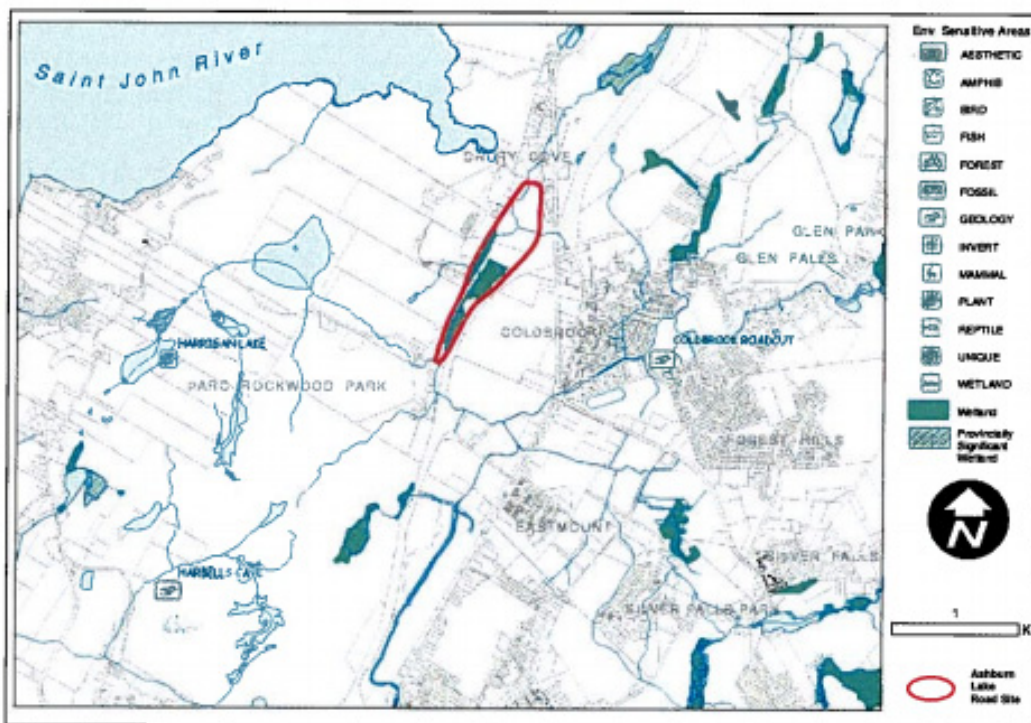 Saint John River
DRURY COVE
GLEN PARK
GLEN FALLS
COLDBROOK
COLDBROOK ROADCUT
HARRIGAN LAKE
PARC ROCKWOOD PARK
FOREST HILLS
EASTMOUNT
HARBELLS CAVE
SILVER FALLS
SILVER FALLS PARK
Env Sensitive Areas
AESTHETIC
AMPHIB
BIRD
FISH
FOREST
FOSSIL
GEOLOGY
INVERT
MAMMAL
PLANT
REPTILE
UNIQUE
WETLAND
Wetland
Provincially
Significant
Wetland
N
1
K
Ashburn
Lake
Road Site